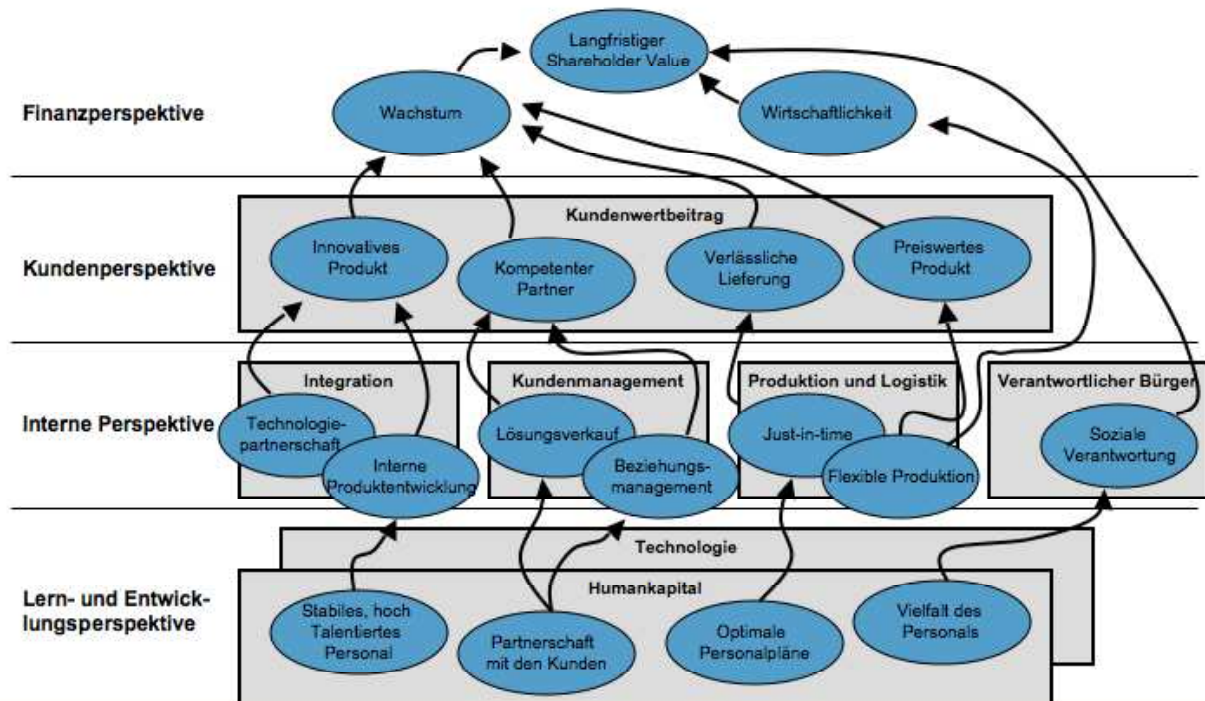 Langfristiger
Shareholder Value
Finanzperspektive
Wachstum
Wirtschaftlichkeit
Kundenwertbeitrag
Kundenperspektive
Innovatives
Produkt
Kompetenter
Partner
Verlässliche
Lieferung
Preiswertes
Produkt
Interne Perspektive
Integration
Technologie-
partnerschaft
Interne
Produktentwicklung
Kundenmanagement
Lösungsverkauf
Beziehungs-
management
Produktion und Logistik
Just-in-time
Flexible Produktion
Verantwortlicher Bürger
Soziale
Verantwortung
Lern- und Entwick-
lungsperspektive
Technologie
Humankapital
Stabiles, hoch
Talentiertes
Personal
Partnerschaft
mit den Kunden
Optimale
Personalpläne
Vielfalt des
Personals